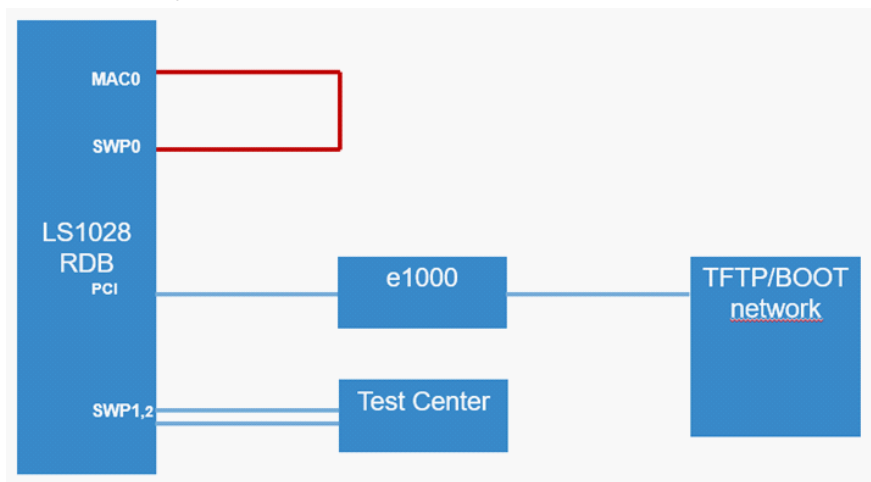 MAC0
SWP0
LS1028
RDB
PCI
e1000
TFTP/BOOT
network
SWP1,2
Test Center